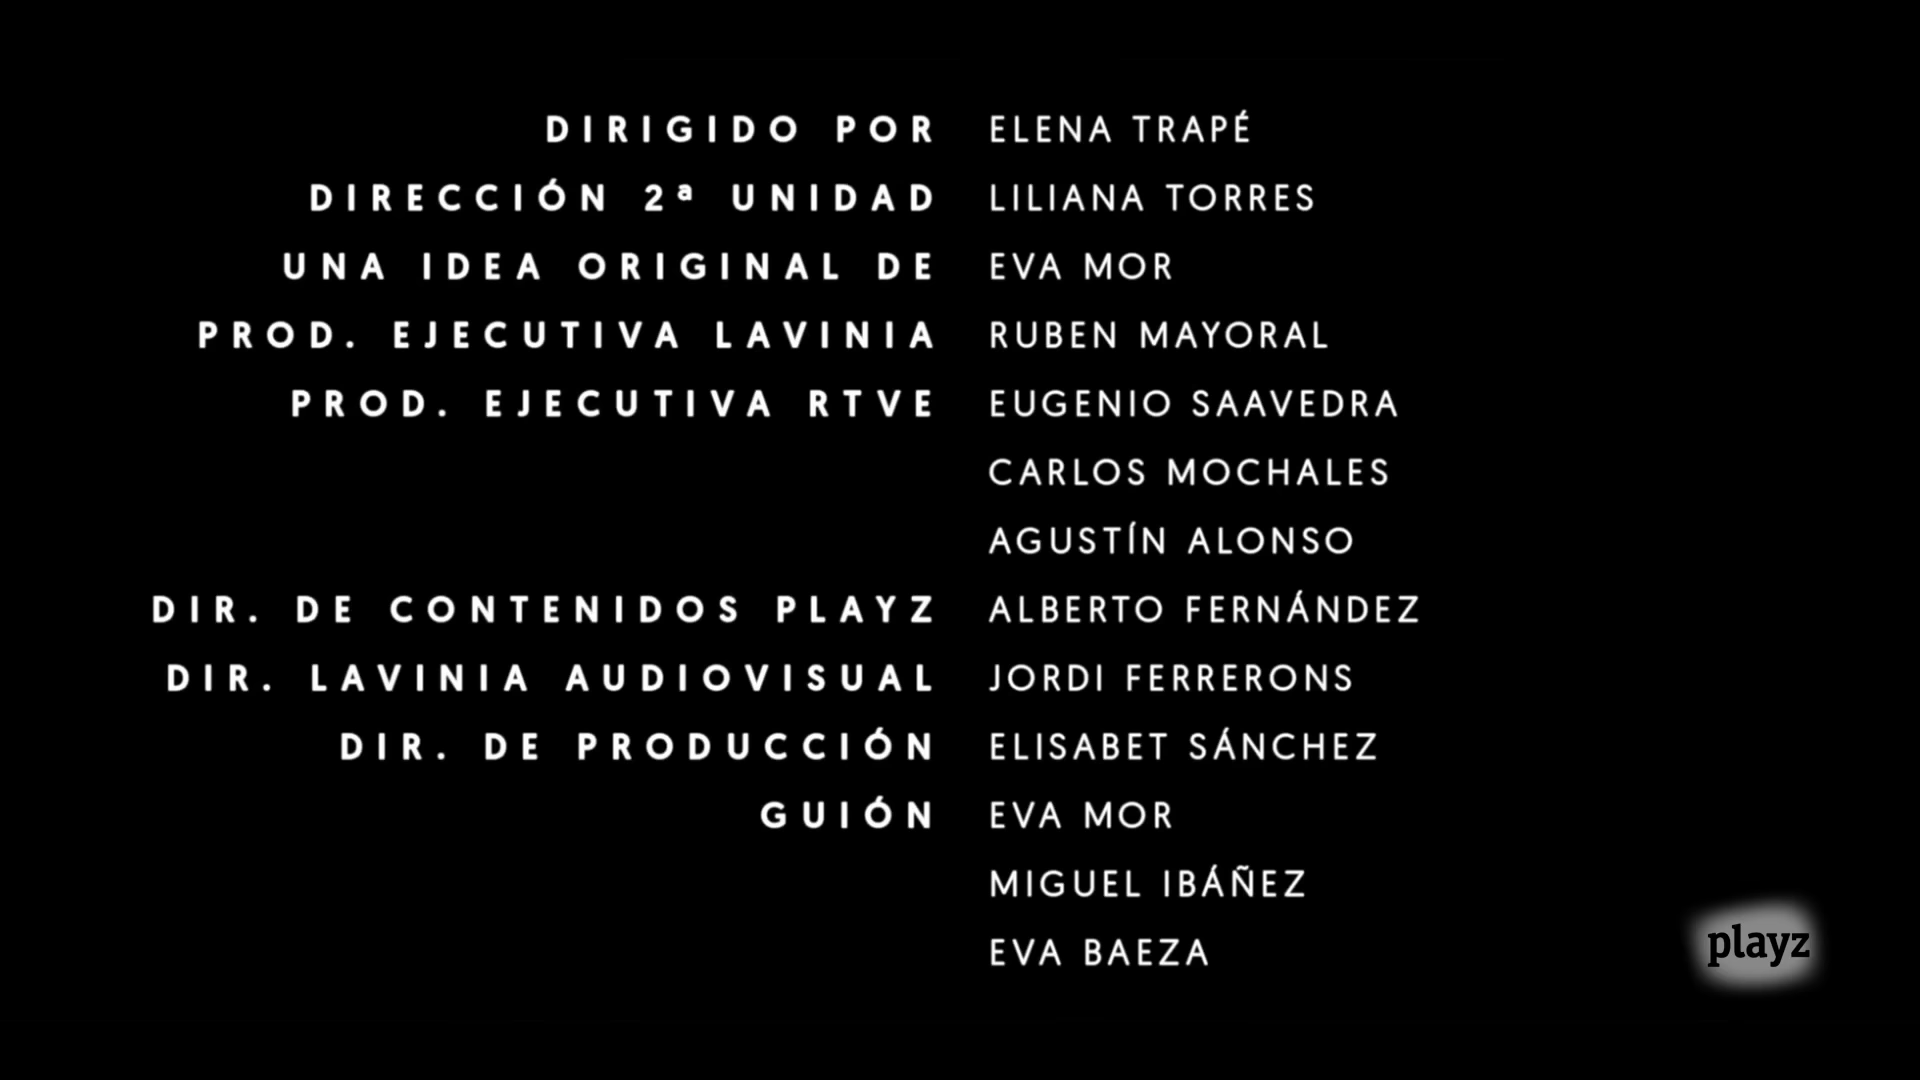 DIRIGIDO POR ELENA TRAPÉ
DIRECCIÓN 2ª UNIDAD LILIANA TORRES
UNA IDEA ORIGINAL DE EVA MOR
PROD. EJECUTIVA LAVINIA RUBEN MAYORAL
PROD. EJECUTIVA RTVE EUGENIO SAAVEDRA
CARLOS MOCHALES
AGUSTÍN ALONSO
DIR. DE CONTENIDOS PLAYZ ALBERTO FERNÁNDEZ
DIR. LAVINIA AUDIOVISUAL JORDI FERRERONS
DIR. DE PRODUCCIÓN ELISABET SÁNCHEZ
GUIÓN EVA MOR
MIGUEL IBÁÑEZ
EVA BAEZA
playz